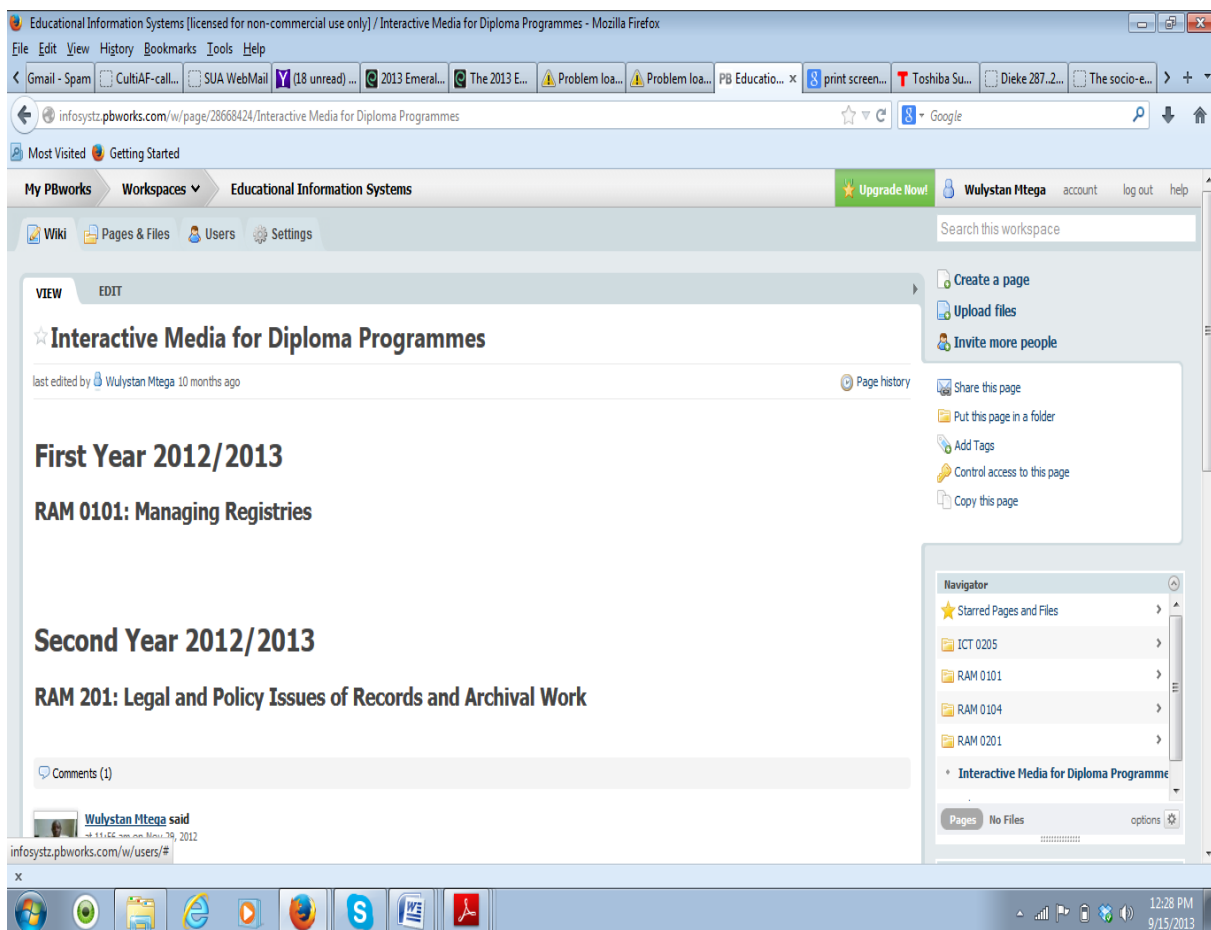 Educational Information Systems [licensed for non-commercial use only] / Interactive Media for Diploma Programmes - Mozilla Firefox
File Edit View History Bookmarks Tools Help
Gmail - Spam CultiAF-call... SUA WebMail (18 unread) ... 2013 Emeral... The 2013 E... Problem loa... Problem loa... PB Educatio... x print screen... Toshiba Su... Dieke 287..2... The socio-e...
infosystz.pbworks.com/w/page/28668424/Interactive Media for Diploma Programmes Google
Most Visited Getting Started
My PBworks Workspaces Educational Information Systems Upgrade Now! Wulystan Mtega account log out help
Wiki Pages & Files Users Settings Search this workspace
VIEW EDIT
Interactive Media for Diploma Programmes
last edited by Wulystan Mtega 10 months ago Page history
First Year 2012/2013
RAM 0101: Managing Registries
Second Year 2012/2013
RAM 201: Legal and Policy Issues of Records and Archival Work
Comments (1)
Wulystan Mtega said
at 11:56 am on Nov 29, 2012
Create a page
Upload files
Invite more people
Share this page
Put this page in a folder
Add Tags
Control access to this page
Copy this page
Navigator
Starred Pages and Files
ICT 0205
RAM 0101
RAM 0104
RAM 0201
Interactive Media for Diploma Programme
Pages No Files options
infosystz.pbworks.com/w/users/#
x
12:28 PM
9/15/2013